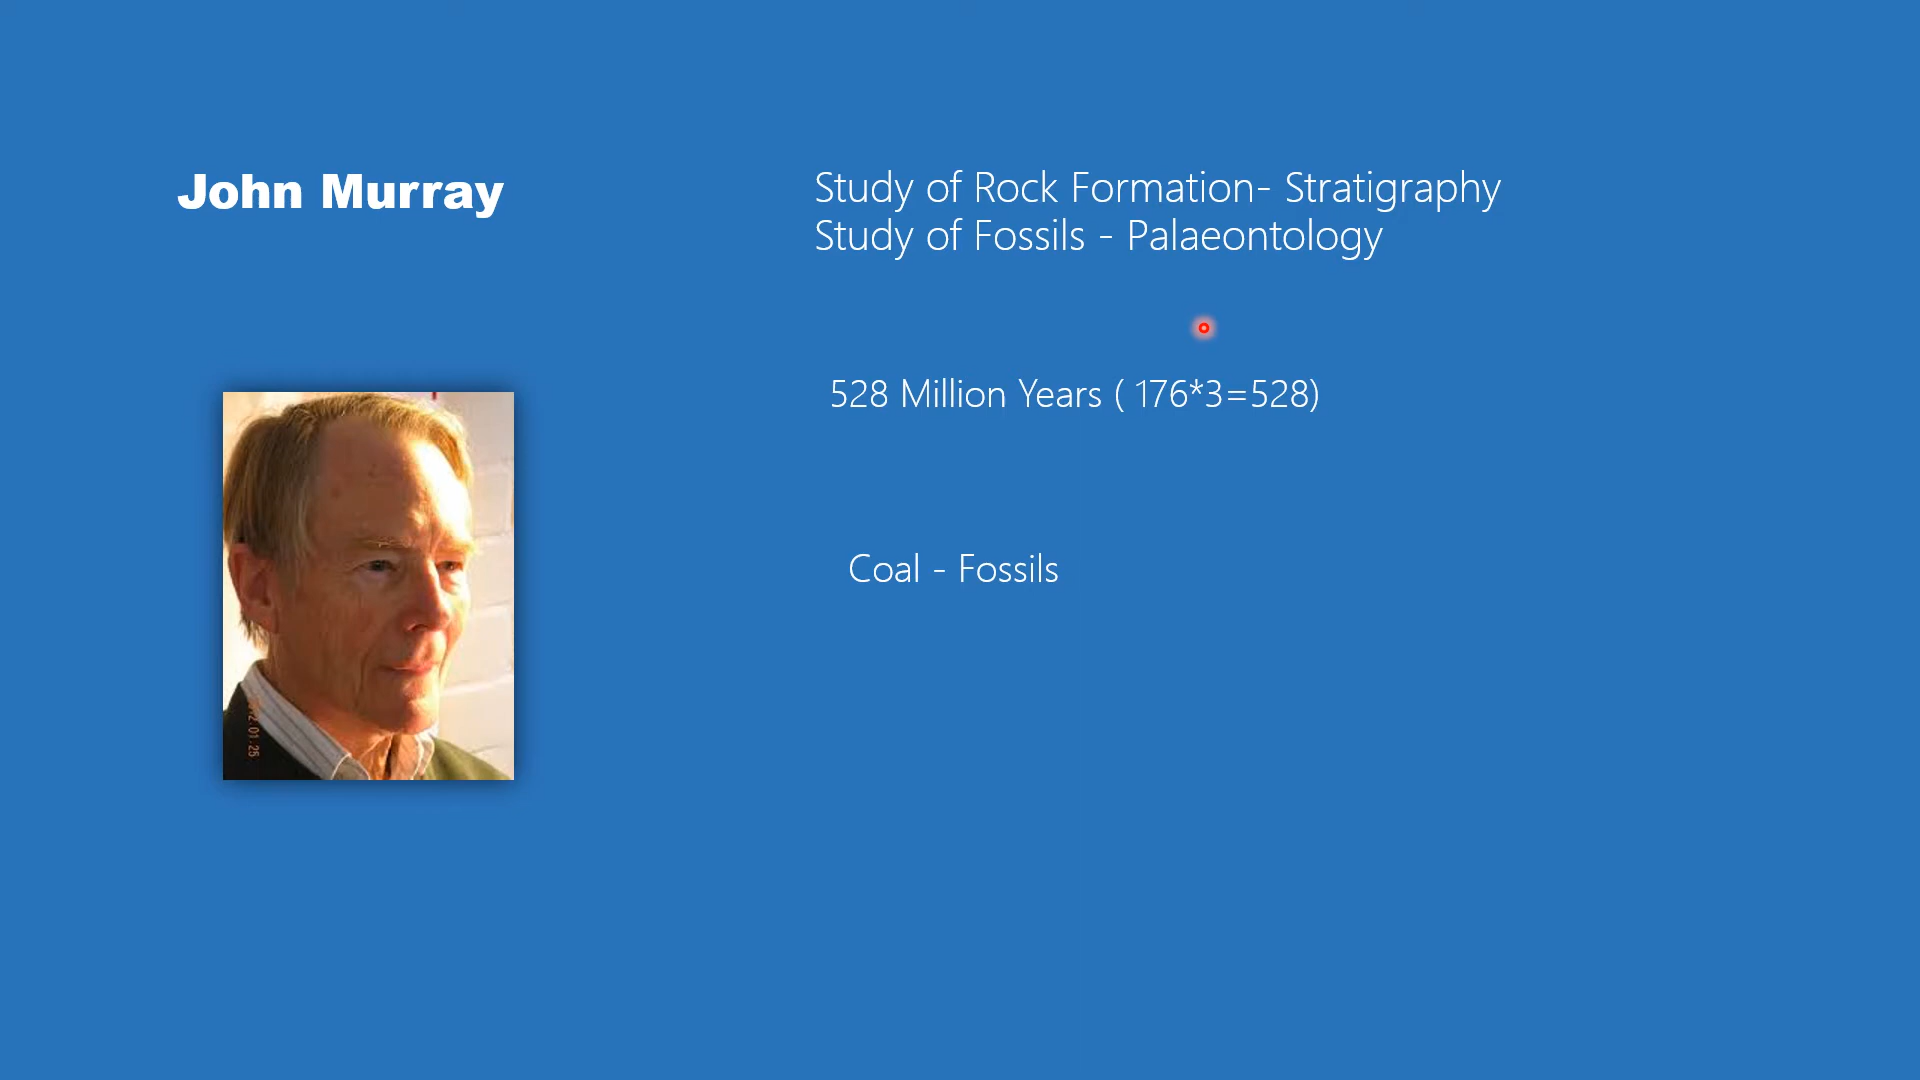 John Murray
Study of Rock Formation- Stratigraphy
Study of Fossils - Palaeontology
528 Million Years ( 176*3=528)
Coal - Fossils